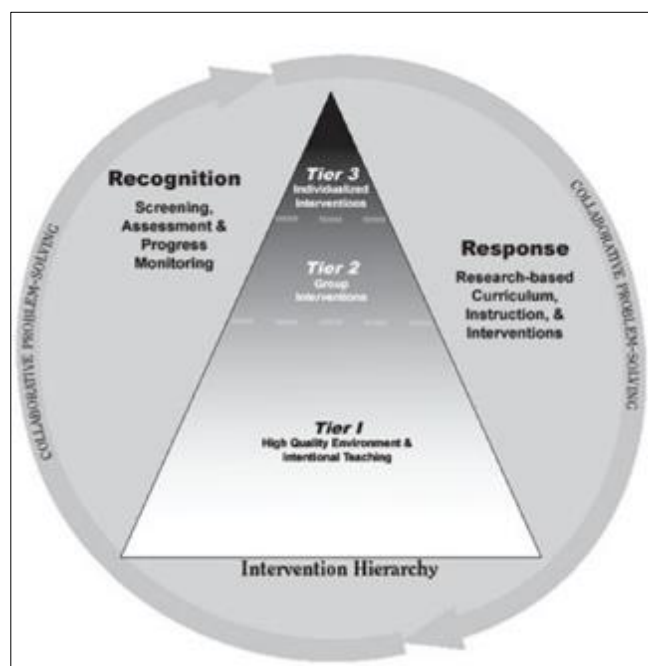 Recognition
Screening,
Assessment &
Progress
Monitoring
COLLABORATIVE PROBLEM-SOLVING
Tier 3
Individualized
Interventions
Tier 2
Group
Interventions
Tier I
High Quality Environment &
Intentional Teaching
Response
Research-based
Curriculum,
Instruction, &
Interventions
COLLABORATIVE PROBLEM-SOLVING
Intervention Hierarchy